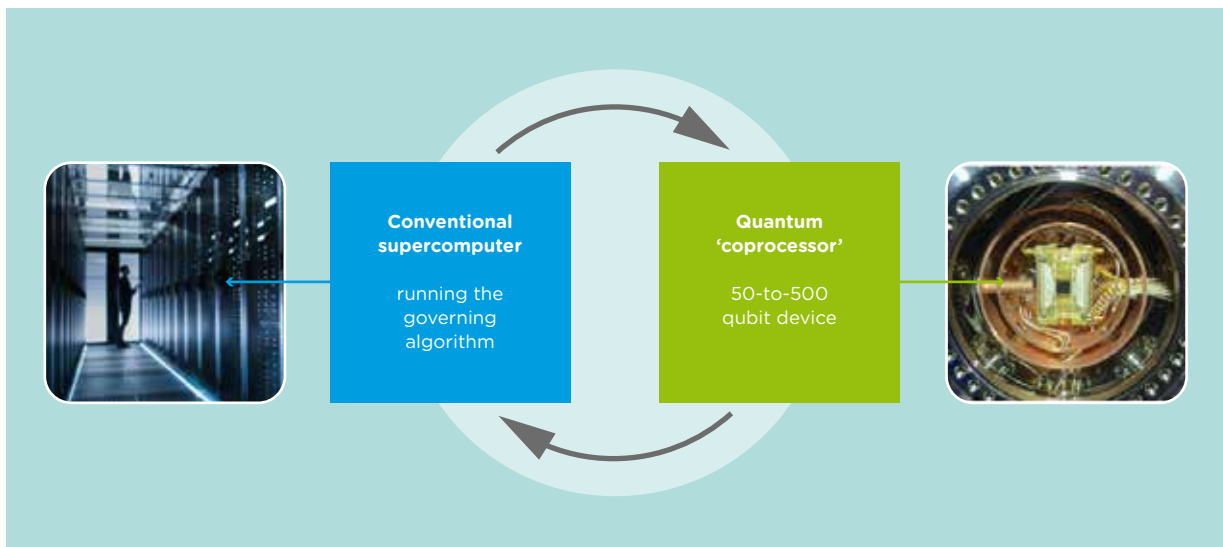 Conventional
supercomputer
running the
governing
algorithm
Quantum
‘coprocessor’
50-to-500
qubit device